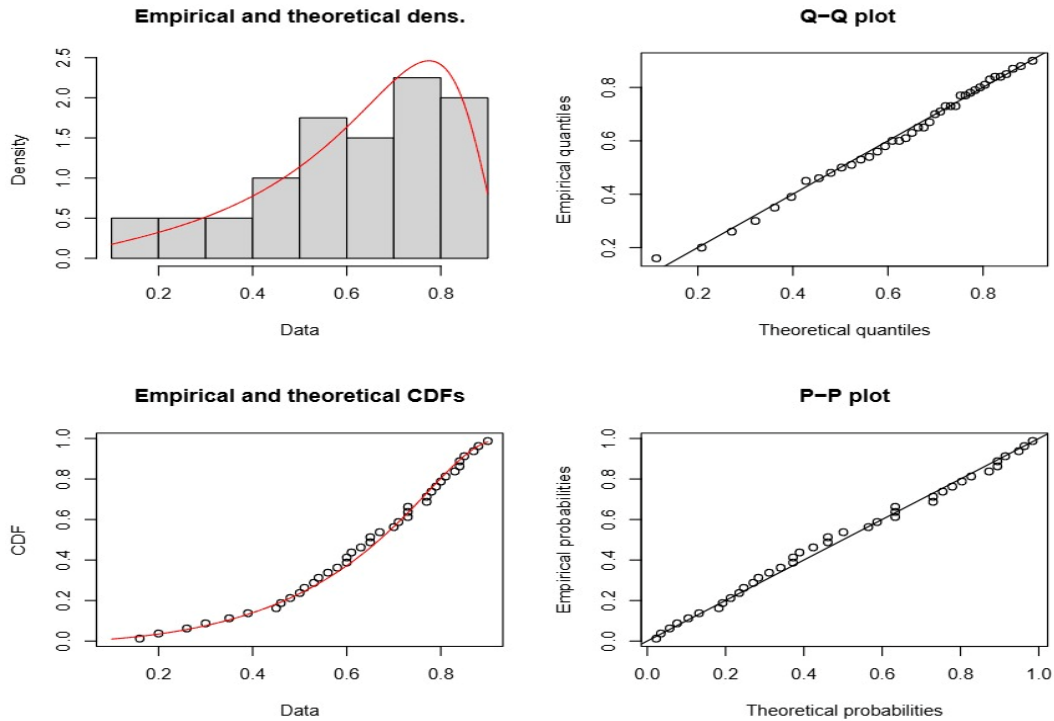 Empirical and theoretical dens.
Density
0.0 0.5 1.0 1.5 2.0 2.5
0.2 0.4 0.6 0.8
Data
Q−Q plot
Empirical quantiles
0.2 0.4 0.6 0.8
0.2 0.4 0.6 0.8
Theoretical quantiles
Empirical and theoretical CDFs
CDF
0.0 0.2 0.4 0.6 0.8 1.0
0.2 0.4 0.6 0.8
Data
P−P plot
Empirical probabilities
0.0 0.2 0.4 0.6 0.8 1.0
0.0 0.2 0.4 0.6 0.8 1.0
Theoretical probabilities